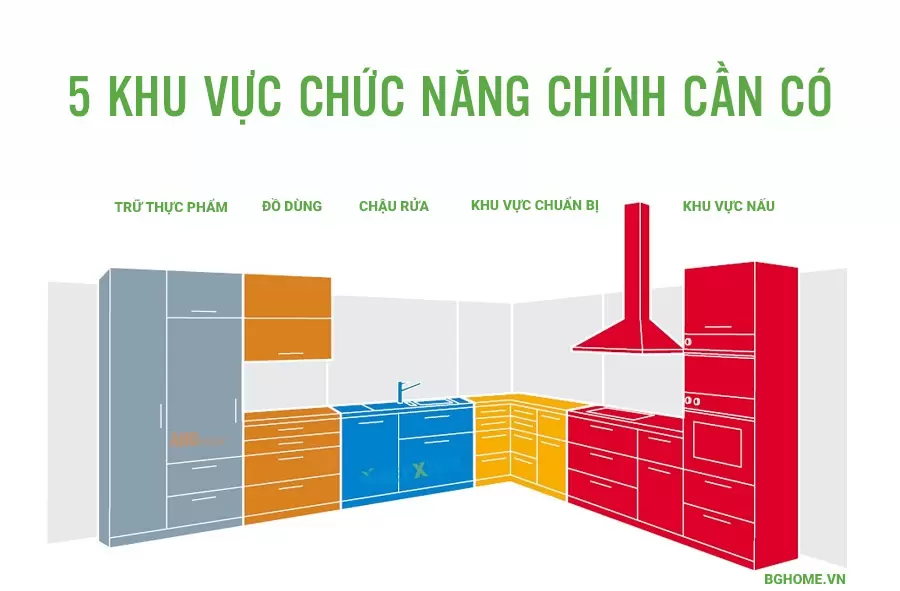 5 KHU VỰC CHỨC NĂNG CHÍNH CẦN CÓ
TRỮ THỰC PHẨM ĐỒ DÙNG CHẬU RỬA KHU VỰC CHUẨN BỊ KHU VỰC NẤU
BGHOME.VN